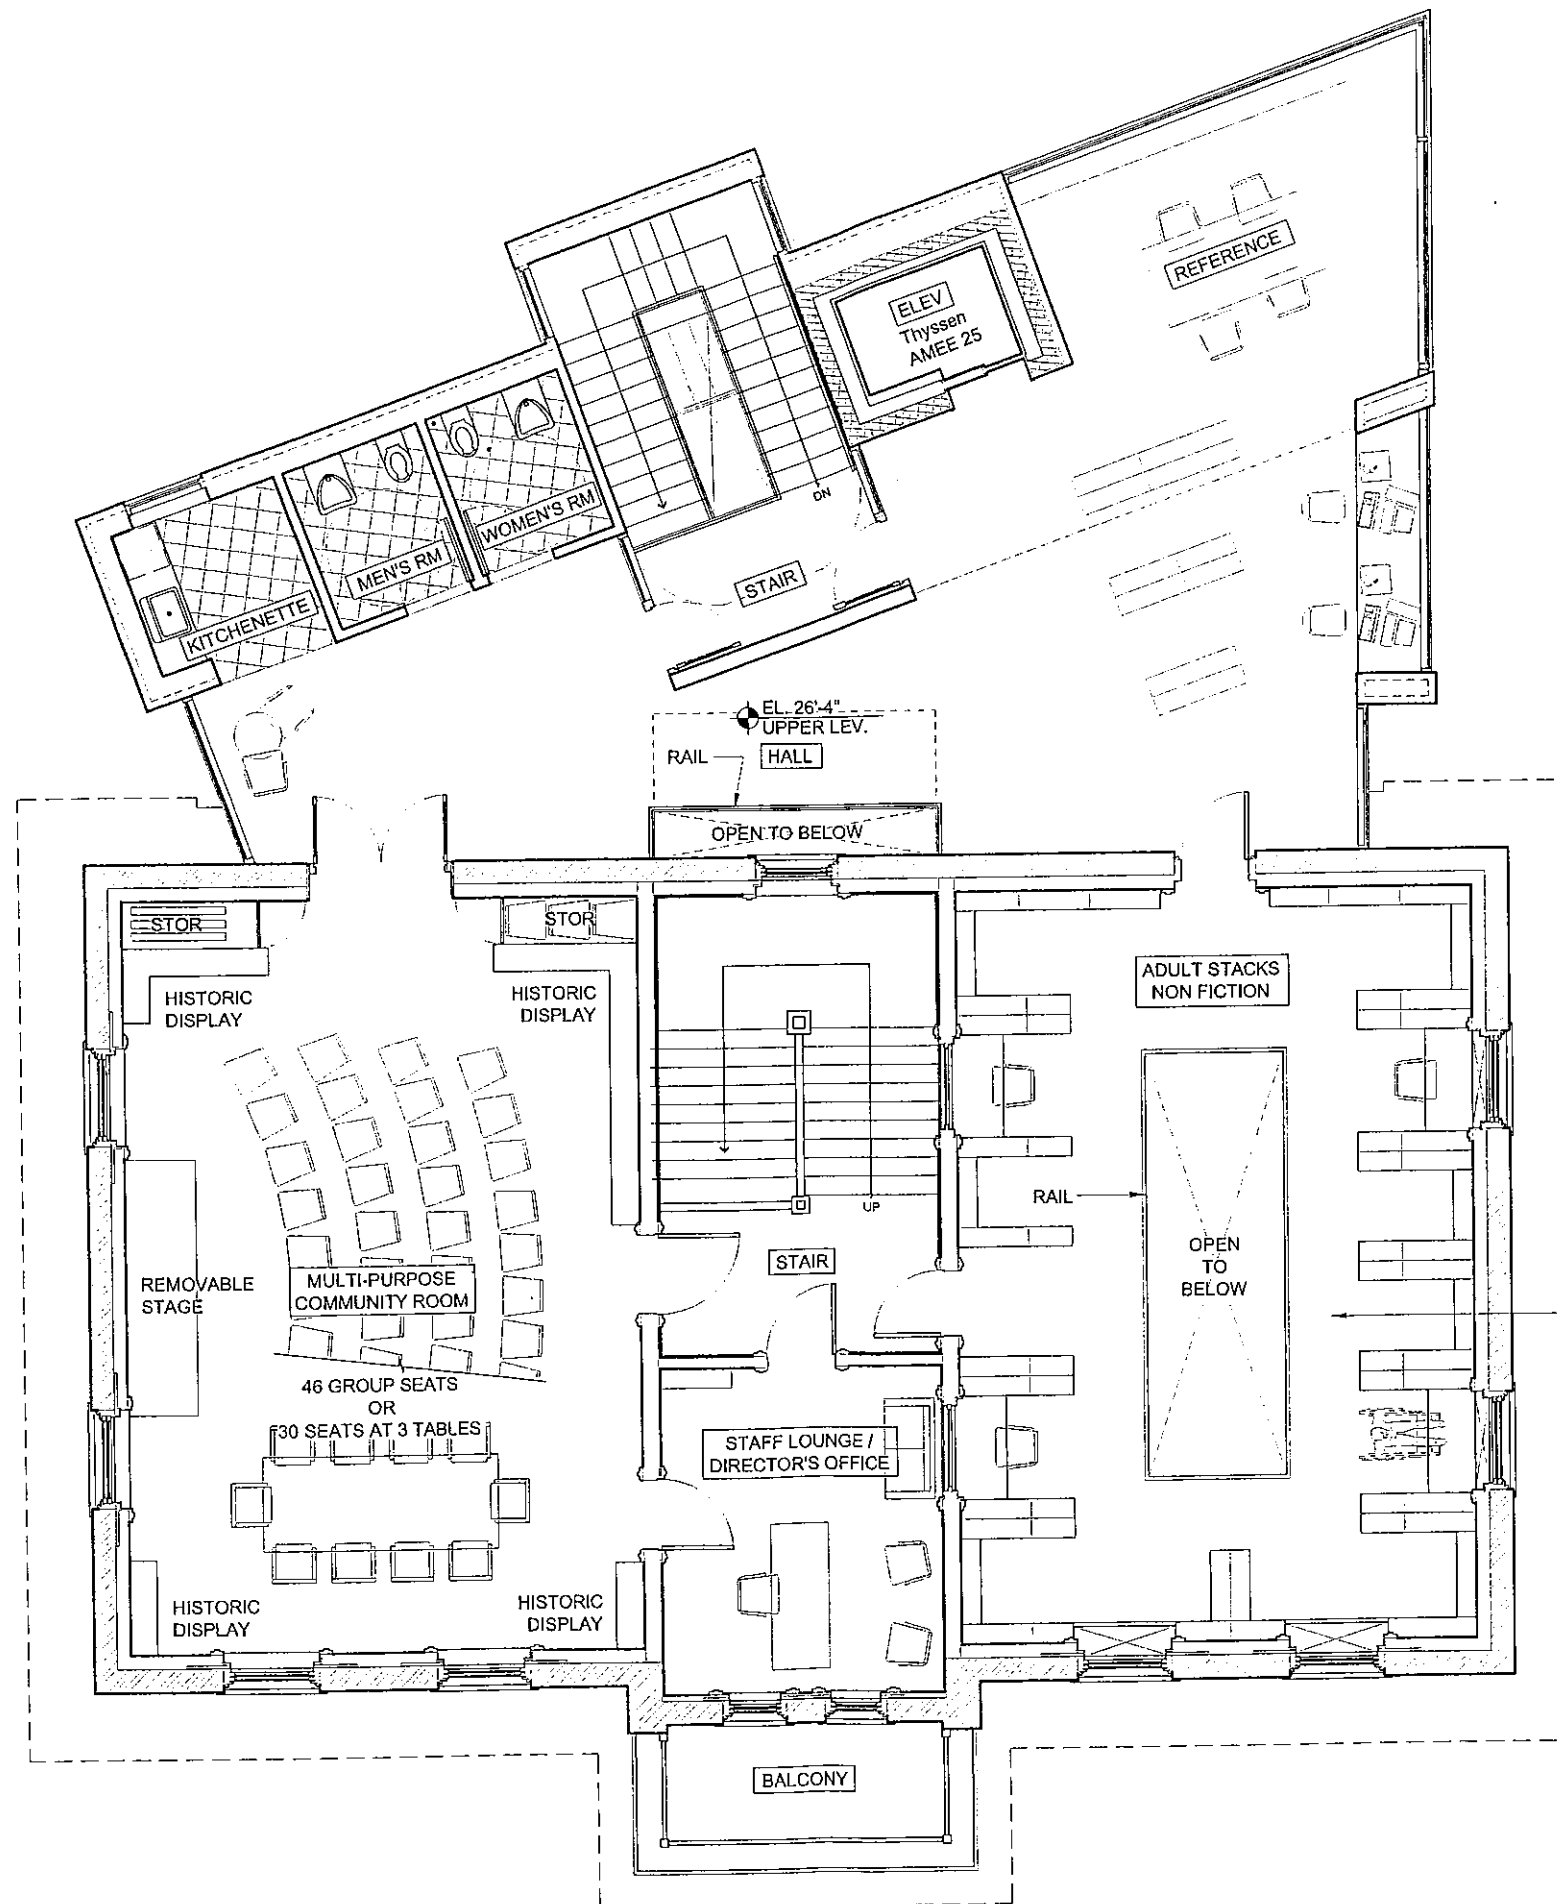 REFERENCE
ELEV
Thyssen
AMEE 25
DN
WOMEN'S RM
MEN'S RM
KITCHENETTE
STAIR
EL. 26'-4"
UPPER LEV.
RAIL
HALL
OPEN TO BELOW
STOR
STOR
HISTORIC
DISPLAY
HISTORIC
DISPLAY
ADULT STACKS
NON FICTION
UP
RAIL
OPEN
TO
BELOW
STAIR
REMOVABLE
STAGE
MULTI-PURPOSE
COMMUNITY ROOM
46 GROUP SEATS
OR
30 SEATS AT 3 TABLES
STAFF LOUNGE /
DIRECTOR'S OFFICE
HISTORIC
DISPLAY
HISTORIC
DISPLAY
BALCONY